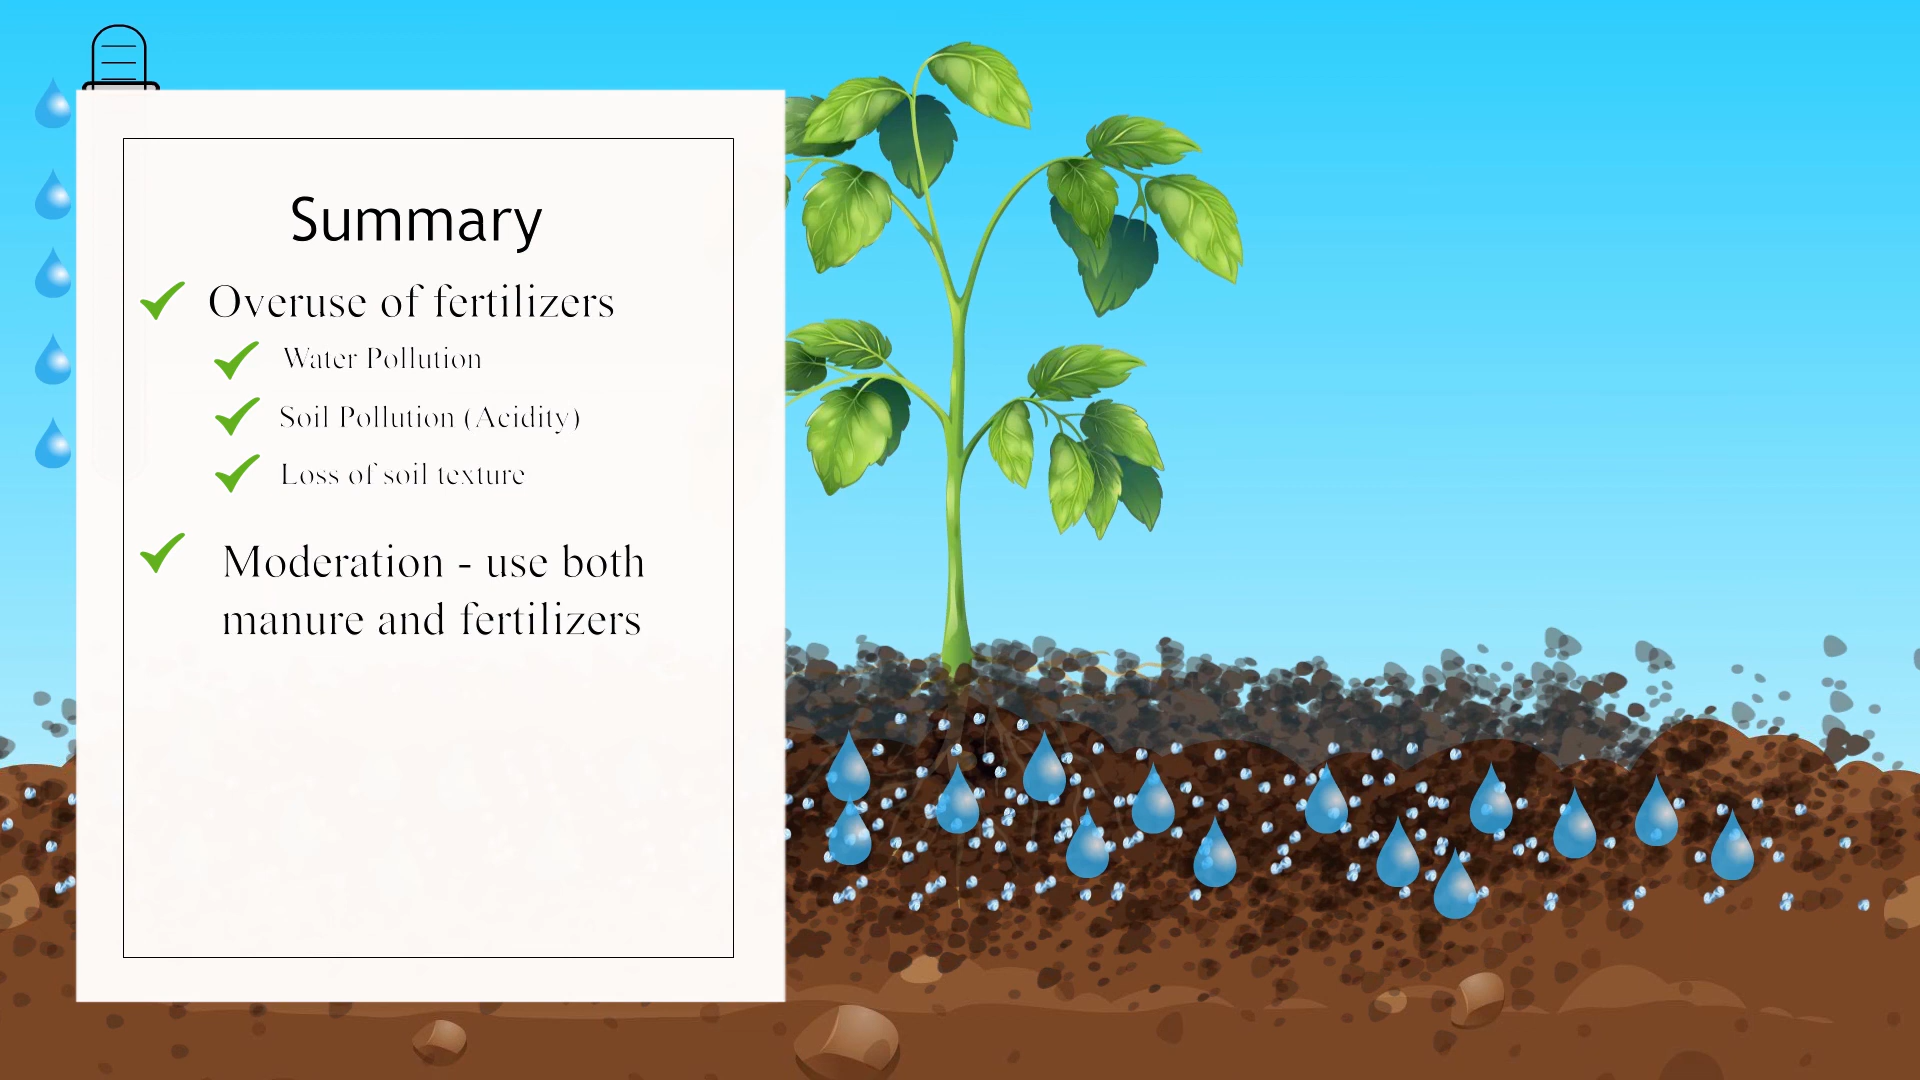 Summary
Overuse of fertilizers
Water Pollution
Soil Pollution (Acidity)
Loss of soil texture
Moderation - use both
manure and fertilizers